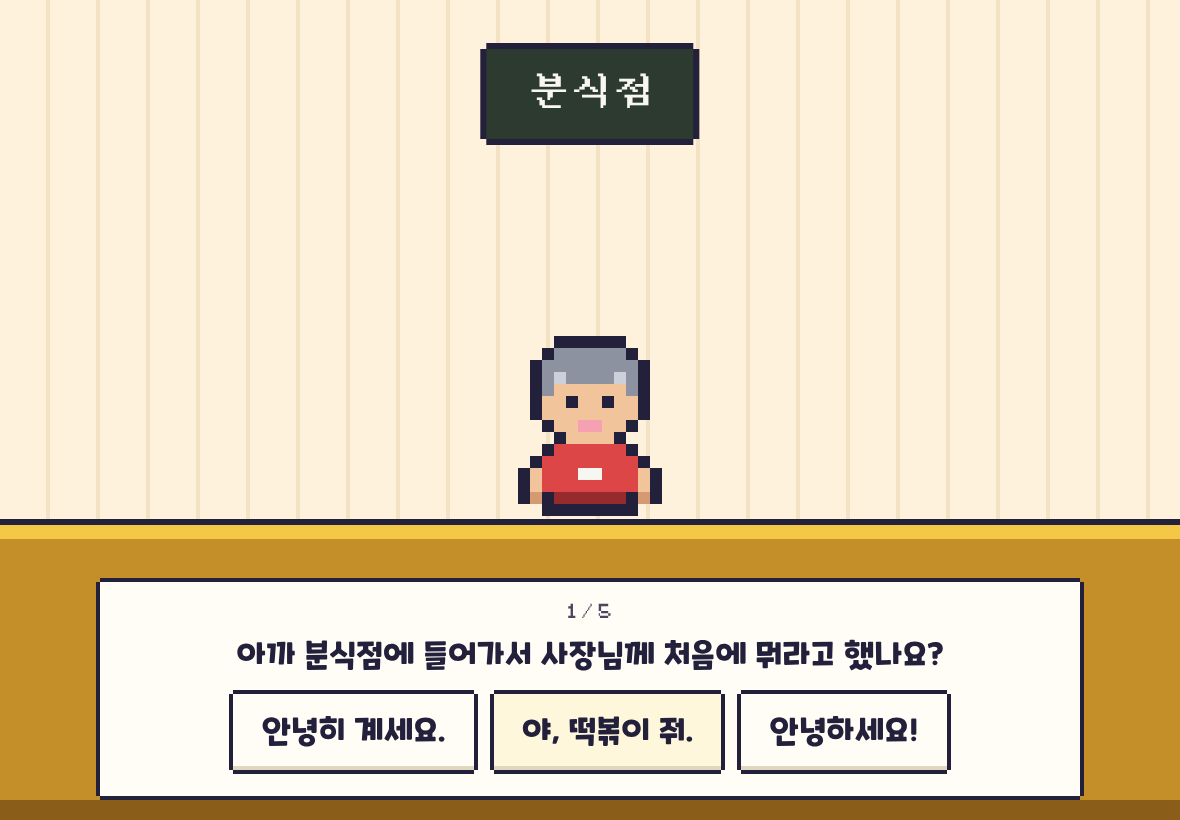 분식점
1/5
아까 분식점에 들어가서 사장님께 처음에 뭐라고 했나요?
안녕히 계세요.
야, 떡볶이 줘.
안녕하세요!